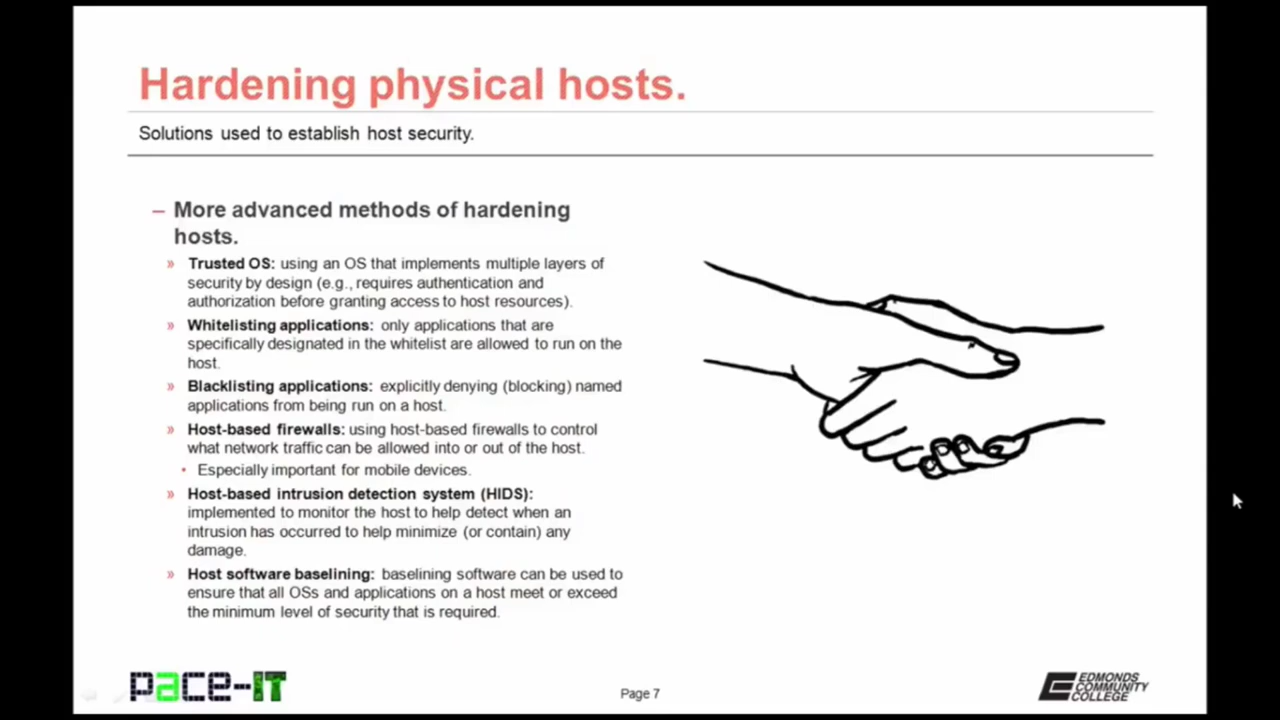 Hardening physical hosts.
Solutions used to establish host security.
– More advanced methods of hardening
hosts.
» Trusted OS: using an OS that implements multiple layers of
security by design (e.g., requires authentication and
authorization before granting access to host resources).
» Whitelisting applications: only applications that are
specifically designated in the whitelist are allowed to run on the
host.
» Blacklisting applications: explicitly denying (blocking) named
applications from being run on a host.
» Host-based firewalls: using host-based firewalls to control
what network traffic can be allowed into or out of the host.
• Especially important for mobile devices.
» Host-based intrusion detection system (HIDS):
implemented to monitor the host to help detect when an
intrusion has occurred to help minimize (or contain) any
damage.
» Host software baselining: baselining software can be used to
ensure that all OSs and applications on a host meet or exceed
the minimum level of security that is required.
pace-IT
Page 7
EDMONDS
COMMUNITY
COLLEGE